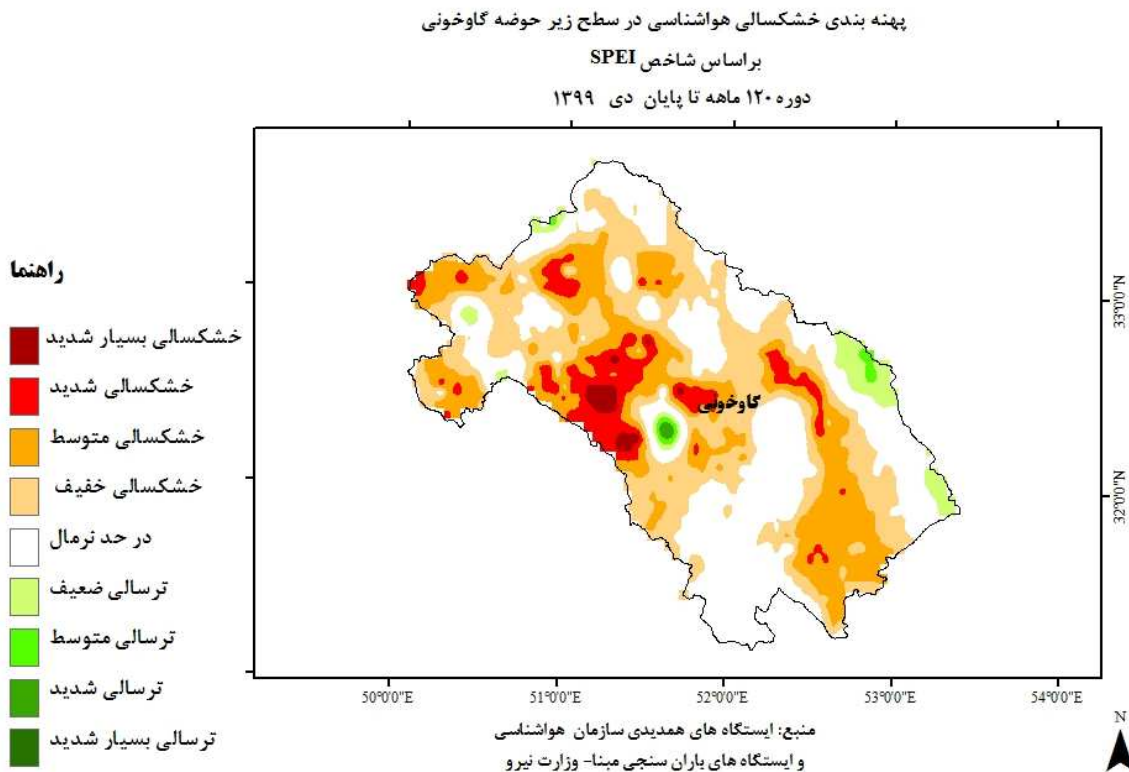 پهنه بندی خشکسالی هواشناسی در سطح زیر حوضه گاوخونی
براساس شاخص SPEI
دوره ۱۲۰ ماهه تا پایان دی ۱۳۹۹
راهنما
خشکسالی بسیار شدید
خشکسالی شدید
خشکسالی متوسط
خشکسالی خفیف
در حد نرمال
ترسالی ضعیف
ترسالی متوسط
ترسالی شدید
ترسالی بسیار شدید
گاوخونی
33°0'0"N
32°0'0"N
50°0'0"E
51°0'0"E
52°0'0"E
53°0'0"E
54°0'0"E
منبع: ایستگاه های همدیدی سازمان هواشناسی
و ایستگاه های باران سنجی مبنا- وزارت نیرو
N